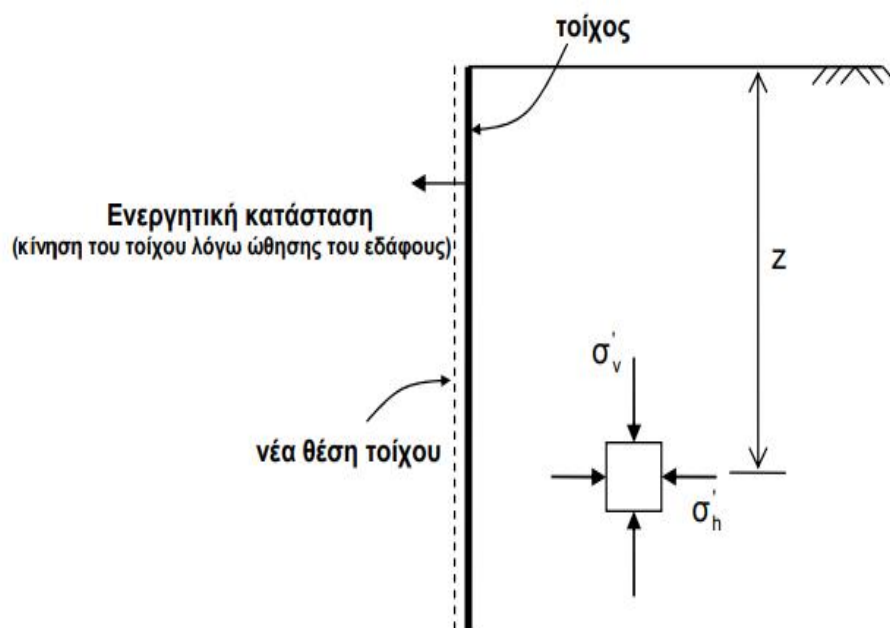 τοίχος
Ενεργητική κατάσταση
(κίνηση του τοίχου λόγω ώθησης του εδάφους)
z
σ'v
νέα θέση τοίχου
σ'h